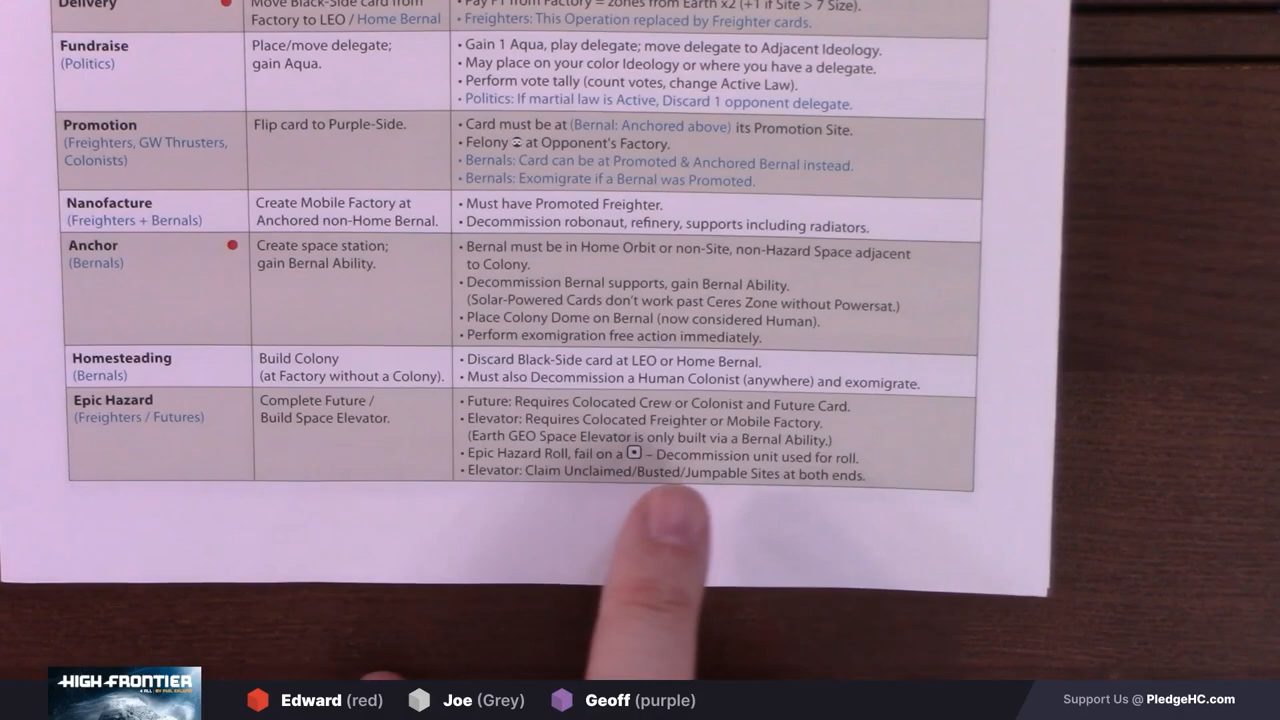 Delivery
Move Black-Side card from
Factory to LEO / Home Bernal
• Pay FT from Factory = zones from Earth x2 (+1 if Site > 7 Size).
• Freighters: This Operation replaced by Freighter cards.
Fundraise
(Politics)
Place/move delegate;
gain Aqua.
• Gain 1 Aqua, play delegate; move delegate to Adjacent Ideology.
• May place on your color Ideology or where you have a delegate.
• Perform vote tally (count votes, change Active Law).
• Politics: If martial law is Active, Discard 1 opponent delegate.
Promotion
(Freighters, GW Thrusters,
Colonists)
Flip card to Purple-Side.
• Card must be at (Bernal: Anchored above) its Promotion Site.
• Felony at Opponent's Factory.
• Bernals: Card can be at Promoted & Anchored Bernal instead.
• Bernals: Exomigrate if a Bernal was Promoted.
Nanofacture
(Freighters + Bernals)
Create Mobile Factory at
Anchored non-Home Bernal.
• Must have Promoted Freighter.
• Decommission robonaut, refinery, supports including radiators.
Anchor
(Bernals)
Create space station;
gain Bernal Ability.
• Bernal must be in Home Orbit or non-Site, non-Hazard Space adjacent
to Colony.
• Decommission Bernal supports, gain Bernal Ability.
(Solar-Powered Cards don't work past Ceres Zone without Powersat.)
• Place Colony Dome on Bernal (now considered Human).
• Perform exomigration free action immediately.
Homesteading
(Bernals)
Build Colony
(at Factory without a Colony).
• Discard Black-Side card at LEO or Home Bernal.
• Must also Decommission a Human Colonist (anywhere) and exomigrate.
Epic Hazard
(Freighters / Futures)
Complete Future /
Build Space Elevator.
• Future: Requires Colocated Crew or Colonist and Future Card.
• Elevator: Requires Colocated Freighter or Mobile Factory.
(Earth GEO Space Elevator is only built via a Bernal Ability.)
• Epic Hazard Roll, fail on a – Decommission unit used for roll.
• Elevator: Claim Unclaimed/Busted/Jumpable Sites at both ends.
HIGH FRONTIER
4 ALL
Edward (red)
Joe (Grey)
Geoff (purple)
Support Us @ PledgeHC.com